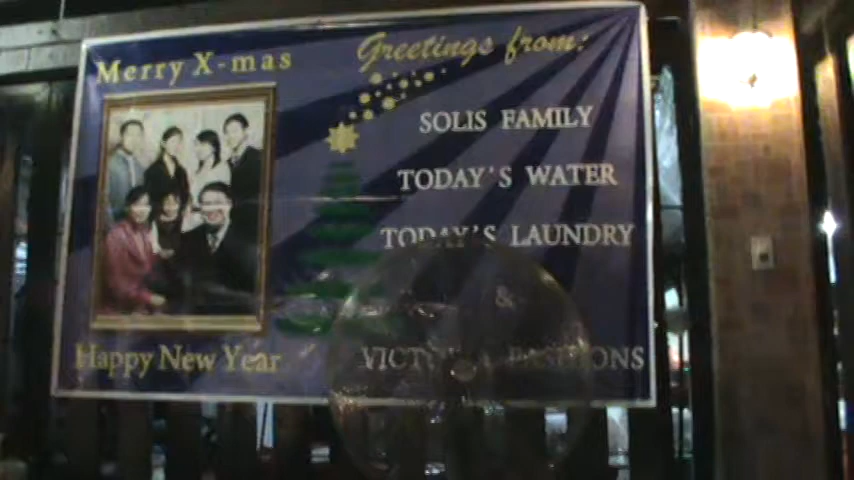 Merry X-mas
Greetings from:
SOLIS FAMILY
TODAY'S WATER
TODAY'S LAUNDRY
&
Happy New Year